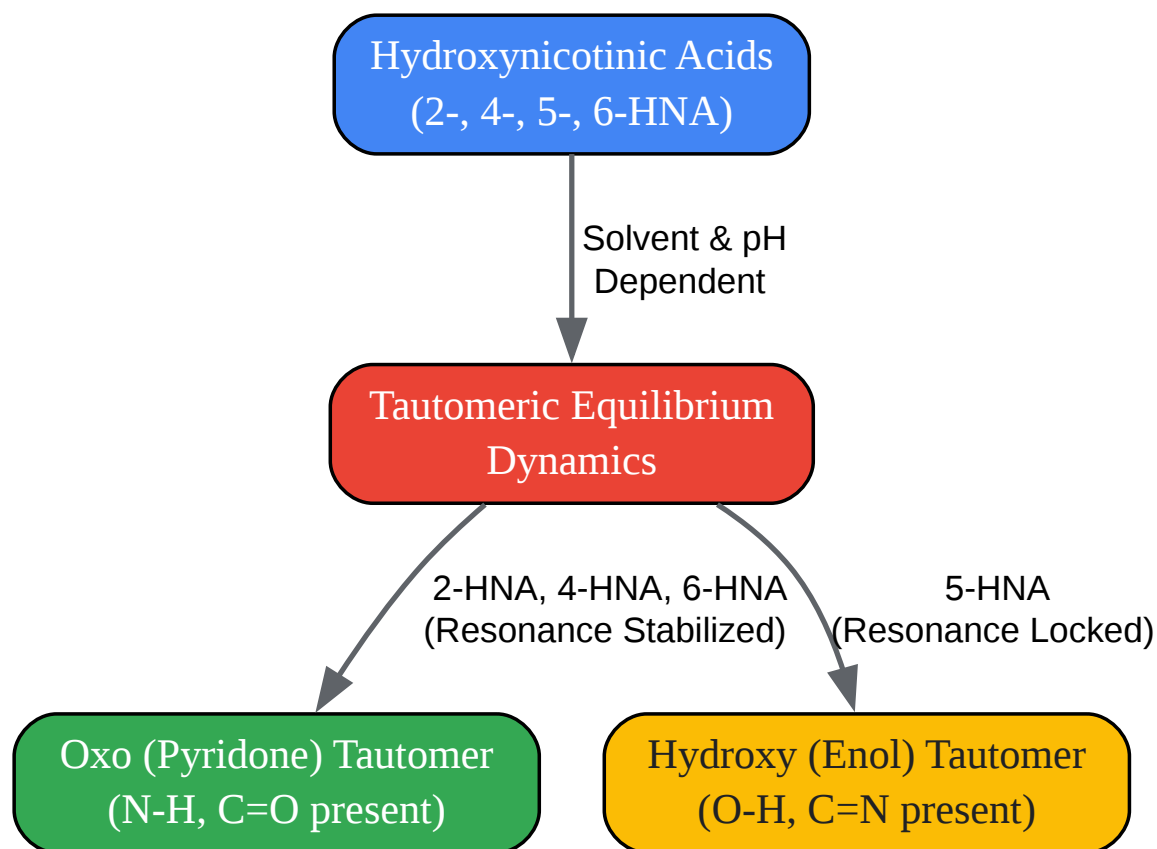 Hydroxynicotinic Acids
(2-, 4-, 5-, 6-HNA)
Solvent & pH
Dependent
Tautomeric Equilibrium
Dynamics
2-HNA, 4-HNA, 6-HNA
(Resonance Stabilized)
5-HNA
(Resonance Locked)
Oxo (Pyridone) Tautomer
(N-H, C=O present)
Hydroxy (Enol) Tautomer
(O-H, C=N present)